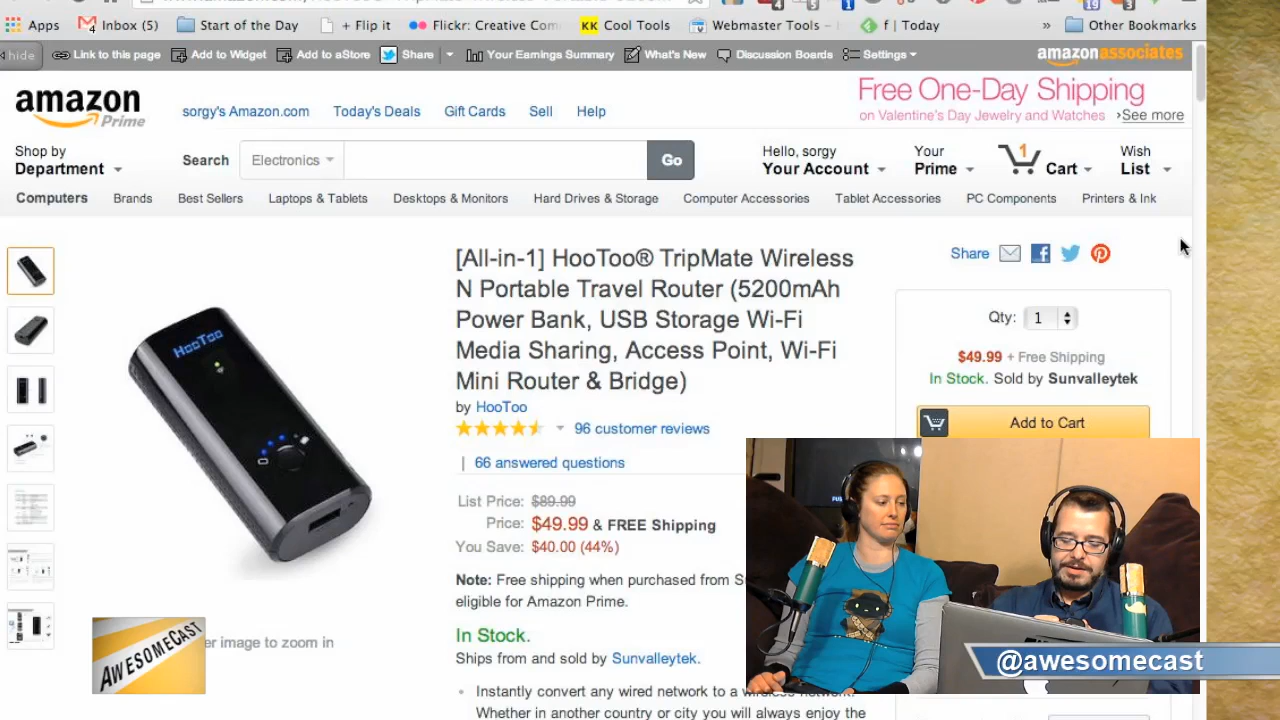 Apps
Inbox (5)
Start of the Day
+ Flip it
Flickr: Creative Com
KK Cool Tools
Webmaster Tools -
f | Today
»
Other Bookmarks
hide
Link to this page
Add to Widget
Add to aStore
Share
Your Earnings Summary
What's New
Discussion Boards
Settings
amazonassociates
amazon
Prime
sorgy's Amazon.com
Today's Deals
Gift Cards
Sell
Help
Free One-Day Shipping
on Valentine's Day Jewelry and Watches
›See more
Shop by
Department
Search
Electronics
Go
Hello, sorgy
Your Account
Your
Prime
1
Cart
Wish
List
Computers
Brands
Best Sellers
Laptops & Tablets
Desktops & Monitors
Hard Drives & Storage
Computer Accessories
Tablet Accessories
PC Components
Printers & Ink
HooToo
[All-in-1] HooToo® TripMate Wireless
N Portable Travel Router (5200mAh
Power Bank, USB Storage Wi-Fi
Media Sharing, Access Point, Wi-Fi
Mini Router & Bridge)
by HooToo
96 customer reviews
| 66 answered questions
List Price: $89.99
Price: $49.99 & FREE Shipping
You Save: $40.00 (44%)
Note: Free shipping when purchased from S
eligible for Amazon Prime.
In Stock.
Ships from and sold by Sunvalleytek.
Instantly convert any wired network to a wireless network.
Whether in another country or city you will always enjoy the
Share
Qty: 1
$49.99 + Free Shipping
In Stock. Sold by Sunvalleytek
Add to Cart
er image to zoom in
AWESOMECAST
@awesomecast